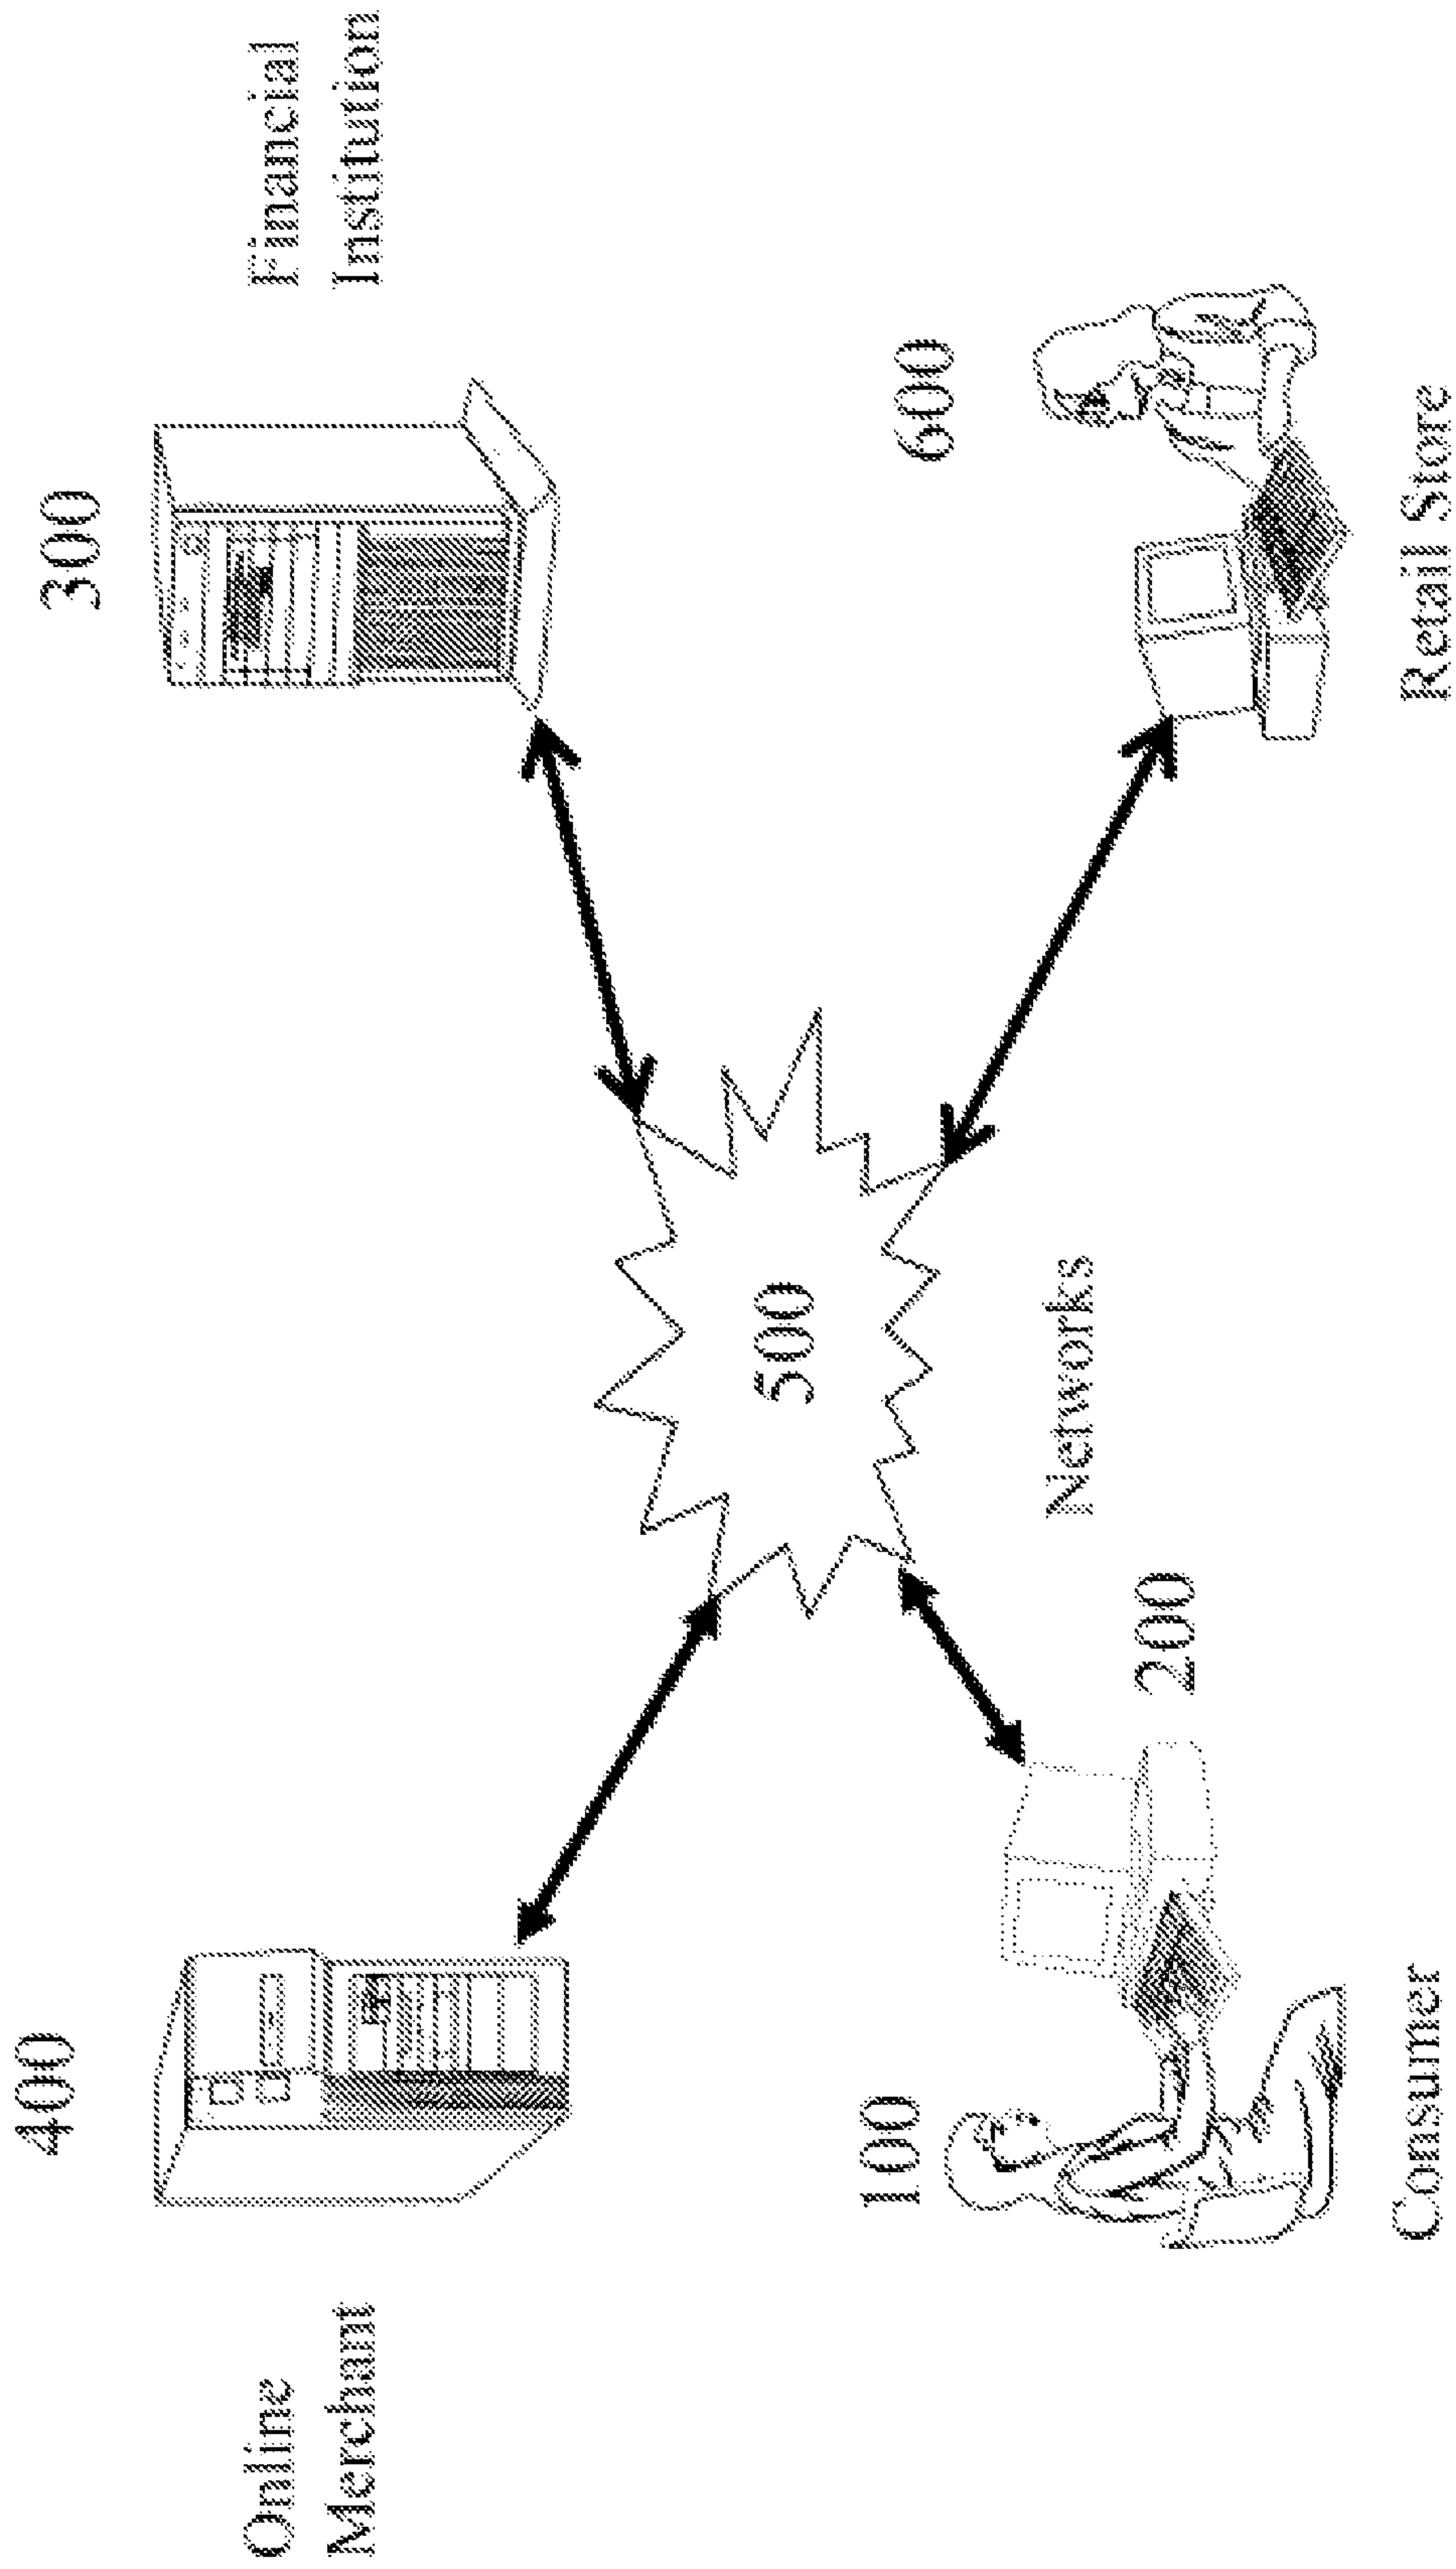 400
300
Online
Merchant
Financial
Institution
500
100
200
600
Networks
Consumer
Retail Store